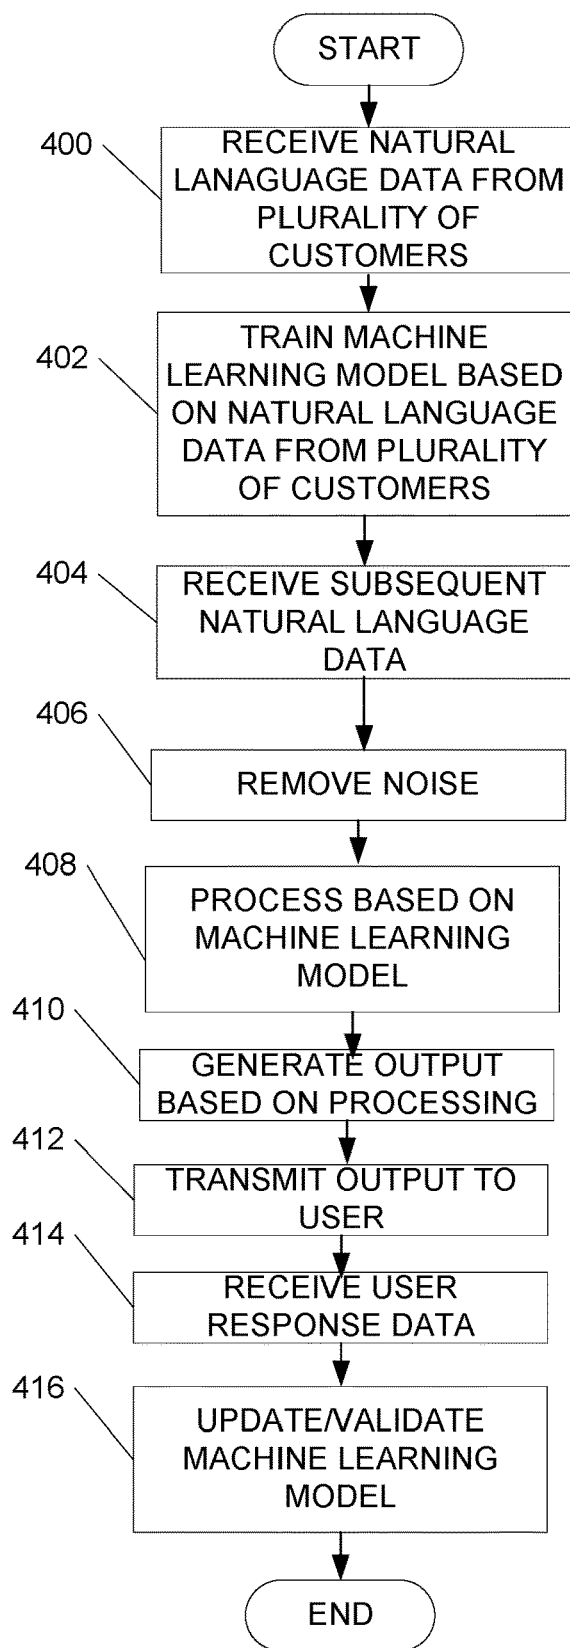 START
400
RECEIVE NATURAL
LANAGUAGE DATA FROM
PLURALITY OF
CUSTOMERS
402
TRAIN MACHINE
LEARNING MODEL BASED
ON NATURAL LANGUAGE
DATA FROM PLURALITY
OF CUSTOMERS
404
RECEIVE SUBSEQUENT
NATURAL LANGUAGE
DATA
406
REMOVE NOISE
408
PROCESS BASED ON
MACHINE LEARNING
MODEL
410
GENERATE OUTPUT
BASED ON PROCESSING
412
TRANSMIT OUTPUT TO
USER
414
RECEIVE USER
RESPONSE DATA
416
UPDATE/VALIDATE
MACHINE LEARNING
MODEL
END